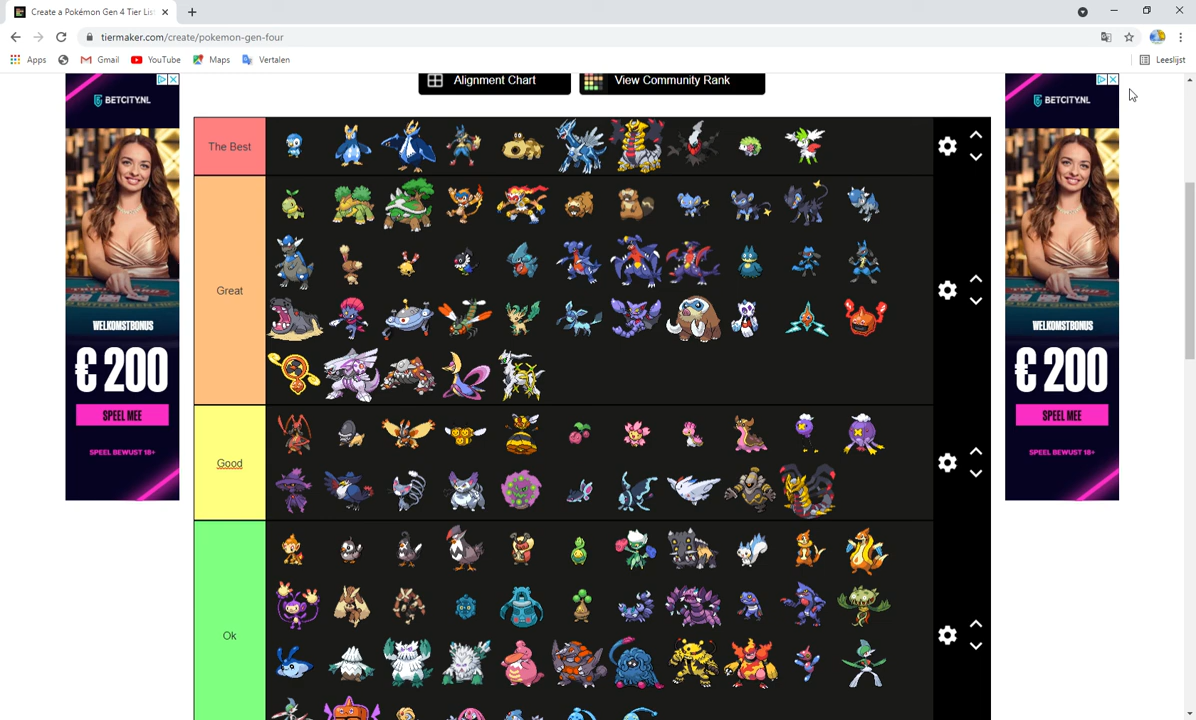 Create a Pokémon Gen 4 Tier Lis
tiermaker.com/create/pokemon-gen-four
Apps
Gmail
YouTube
Maps
Vertalen
Leeslijst
Alignment Chart
View Community Rank
BETCITY.NL
WELKOMSTBONUS
€ 200
SPEEL MEE
SPEEL BEWUST 18+
The Best
Great
Good
Ok
BETCITY.NL
WELKOMSTBONUS
€ 200
SPEEL MEE
SPEEL BEWUST 18+